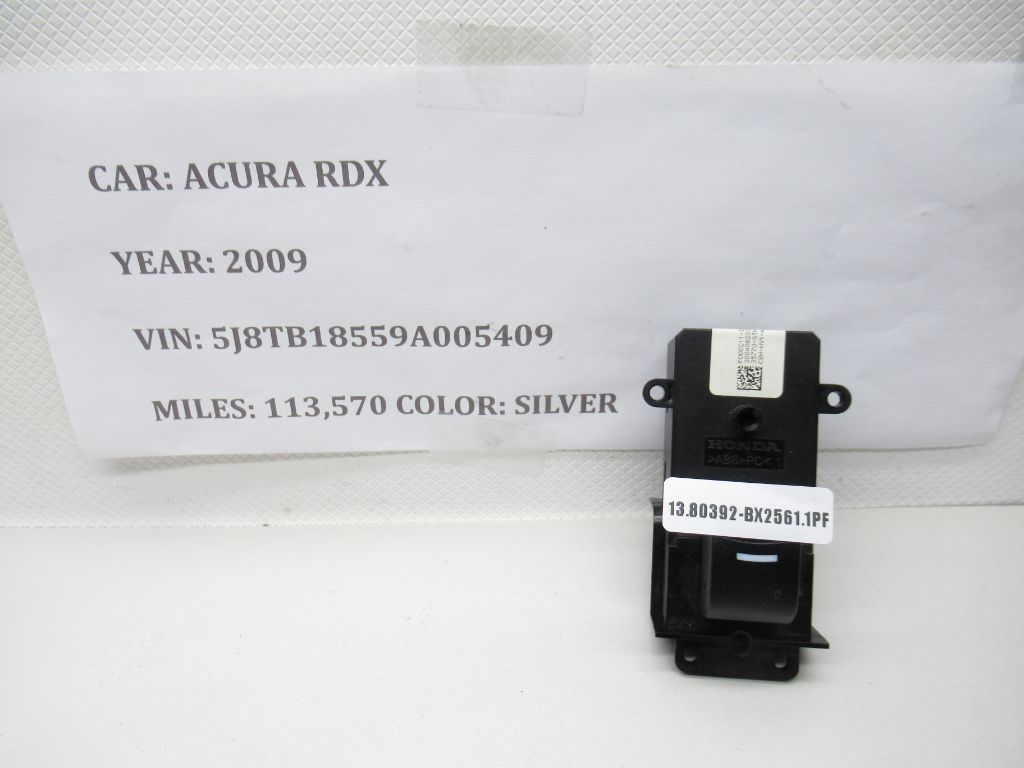 CAR: ACURA RDX
YEAR: 2009
VIN: 5J8TB18559A005409
MILES: 113,570 COLOR: SILVER
HONDA
>ABS+PC<
13.80392-BX2561.1PF